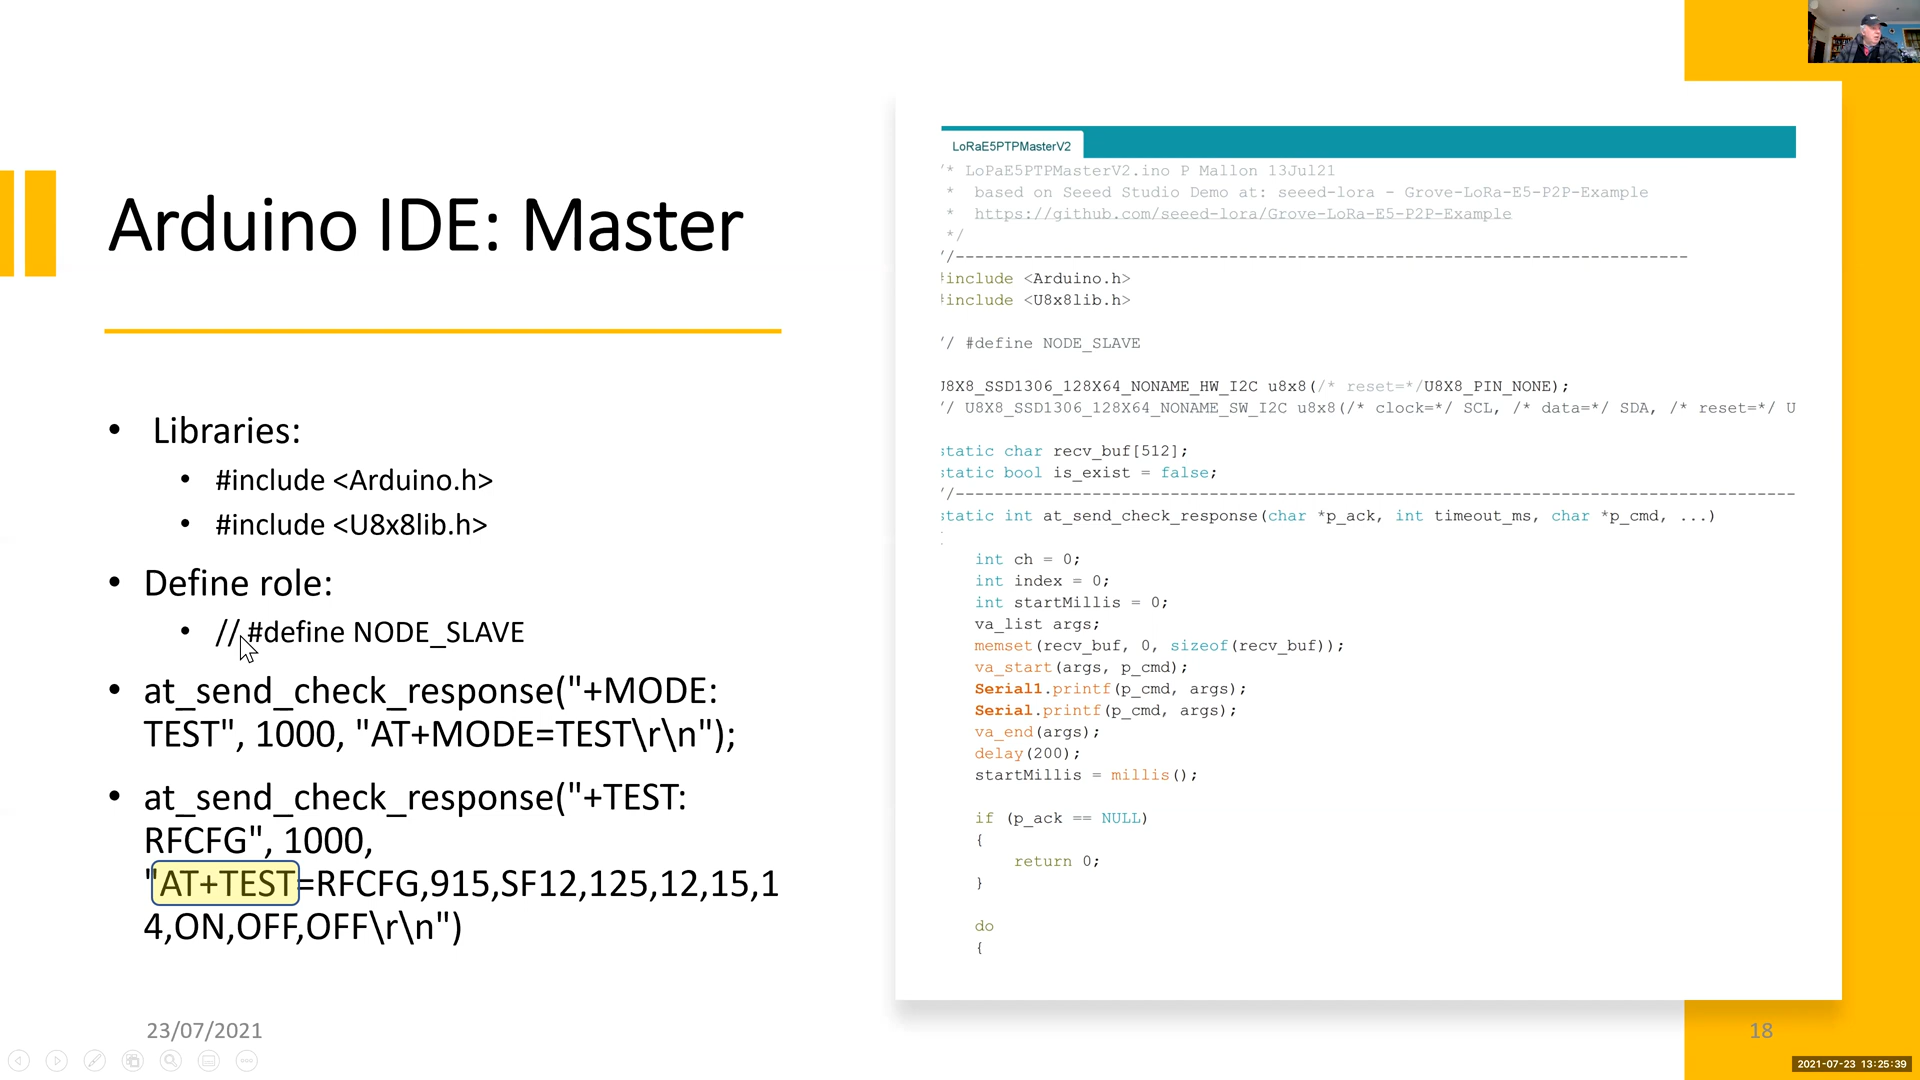 Arduino IDE: Master
• Libraries:
• #include <Arduino.h>
• #include <U8x8lib.h>
• Define role:
• // #define NODE_SLAVE
• at_send_check_response("+MODE:
TEST", 1000, "AT+MODE=TEST\r\n");
• at_send_check_response("+TEST:
RFCFG", 1000,
"AT+TEST=RFCFG,915,SF12,125,12,15,1
4,ON,OFF,OFF\r\n")
23/07/2021
LoRaE5PTPMasterV2
/* LoPaE5PTPMasterV2.ino P Mallon 13Jul21
* based on Seeed Studio Demo at: seeed-lora - Grove-LoRa-E5-P2P-Example
* https://github.com/seeed-lora/Grove-LoRa-E5-P2P-Example
*/
//---------------------------------------------------------------------------
#include <Arduino.h>
#include <U8x8lib.h>
// #define NODE_SLAVE
U8X8_SSD1306_128X64_NONAME_HW_I2C u8x8(/* reset=*/U8X8_PIN_NONE);
// U8X8_SSD1306_128X64_NONAME_SW_I2C u8x8(/* clock=*/ SCL, /* data=*/ SDA, /* reset=*/ U
static char recv_buf[512];
static bool is_exist = false;
//--------------------------------------------------------------------------------------
static int at_send_check_response(char *p_ack, int timeout_ms, char *p_cmd, ...)
{
int ch = 0;
int index = 0;
int startMillis = 0;
va_list args;
memset(recv_buf, 0, sizeof(recv_buf));
va_start(args, p_cmd);
Serial1.printf(p_cmd, args);
Serial.printf(p_cmd, args);
va_end(args);
delay(200);
startMillis = millis();
if (p_ack == NULL)
{
return 0;
}
do
{
18
2021-07-23 13:25:39